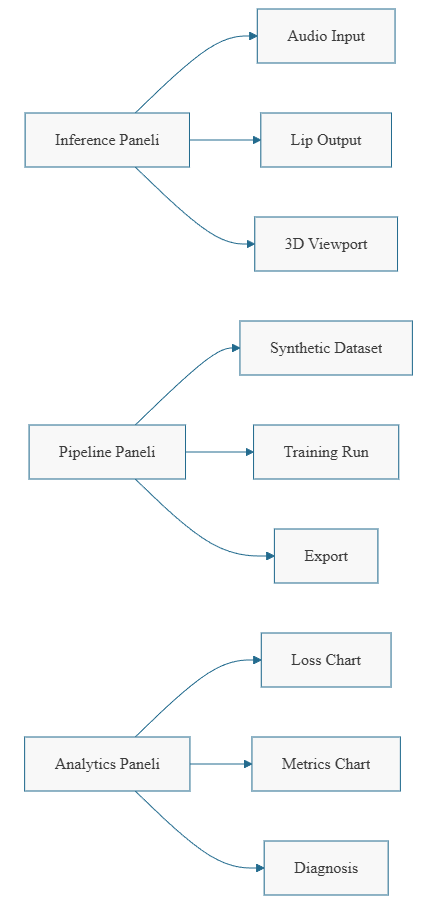 Audio Input
Inference Paneli
Lip Output
3D Viewport
Synthetic Dataset
Pipeline Paneli
Training Run
Export
Loss Chart
Analytics Paneli
Metrics Chart
Diagnosis